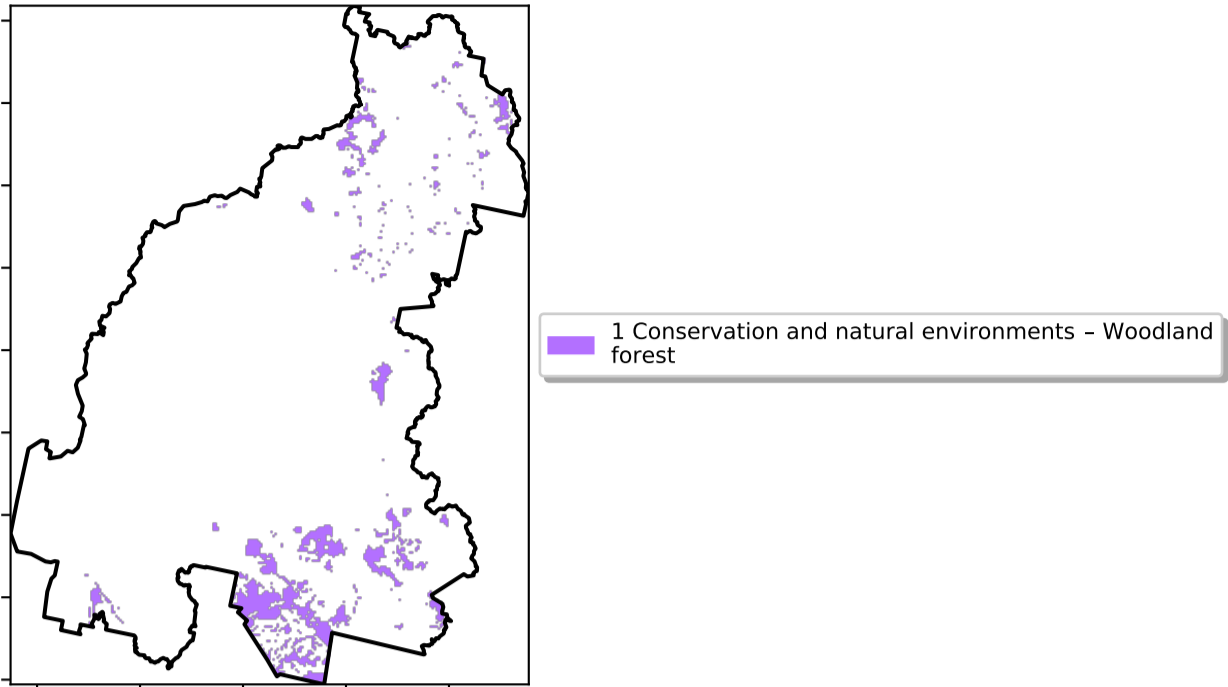 1 Conservation and natural environments – Woodland
forest